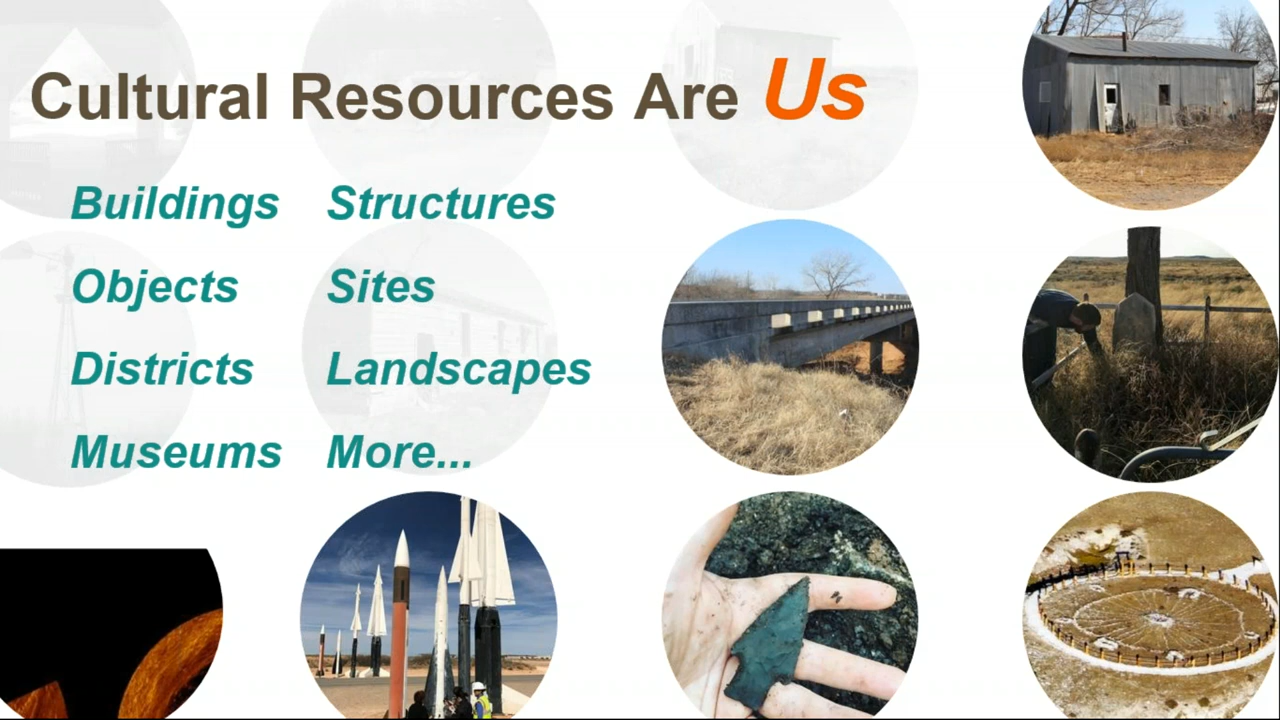 Cultural Resources Are Us
Buildings Structures
Objects Sites
Districts Landscapes
Museums More...